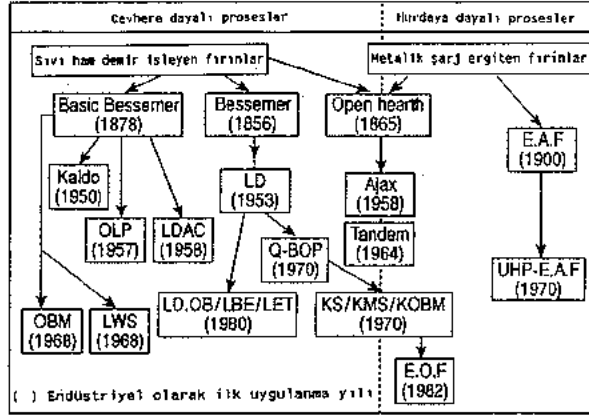 Cevhere dayalı prosesler
Hurdaya dayalı prosesler
Sıvı ham demir işleyen fırınlar
Metalik şarj ergiten fırınlar
Basic Bessemer
(1878)
Bessemer
(1856)
Open hearth
(1865)
E.A.F
(1900)
Kaldo
(1950)
LD
(1953)
Ajax
(1958)
OLP
(1957)
LDAC
(1958)
Q-BOP
(1970)
Tandem
(1964)
UHP-E.A.F
(1970)
OBM
(1968)
LWS
(1968)
LD,OB/LBE/LET
(1980)
KS/KMS/KOBM
(1970)
E.O.F
(1982)
( ) Endüstriyel olarak ilk uygulanma yılı